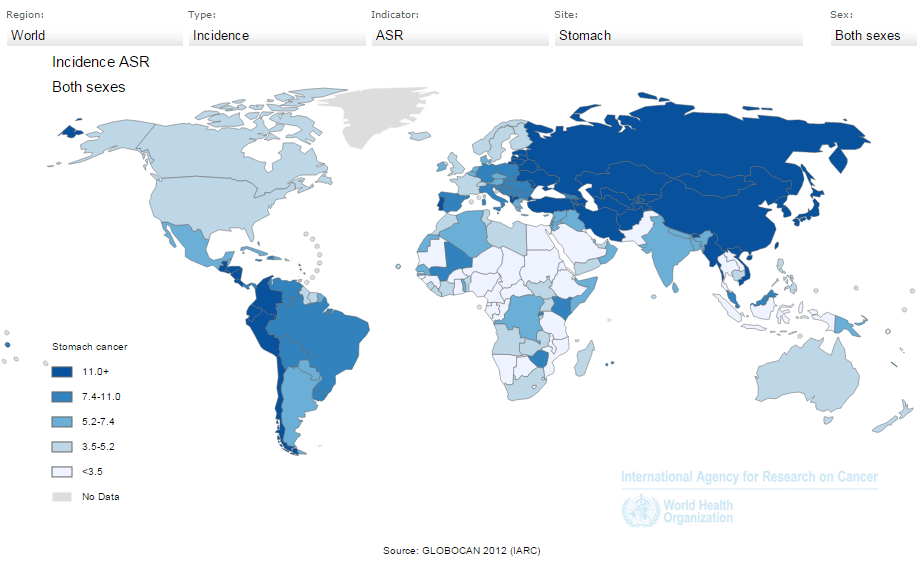 Region:
Type:
Indicator:
Site:
Sex:
World
Incidence
ASR
Stomach
Both sexes
Incidence ASR
Both sexes
Stomach cancer
11.0+
7.4-11.0
5.2-7.4
3.5-5.2
<3.5
No Data
International Agency for Research on Cancer
World Health
Organization
Source: GLOBOCAN 2012 (IARC)